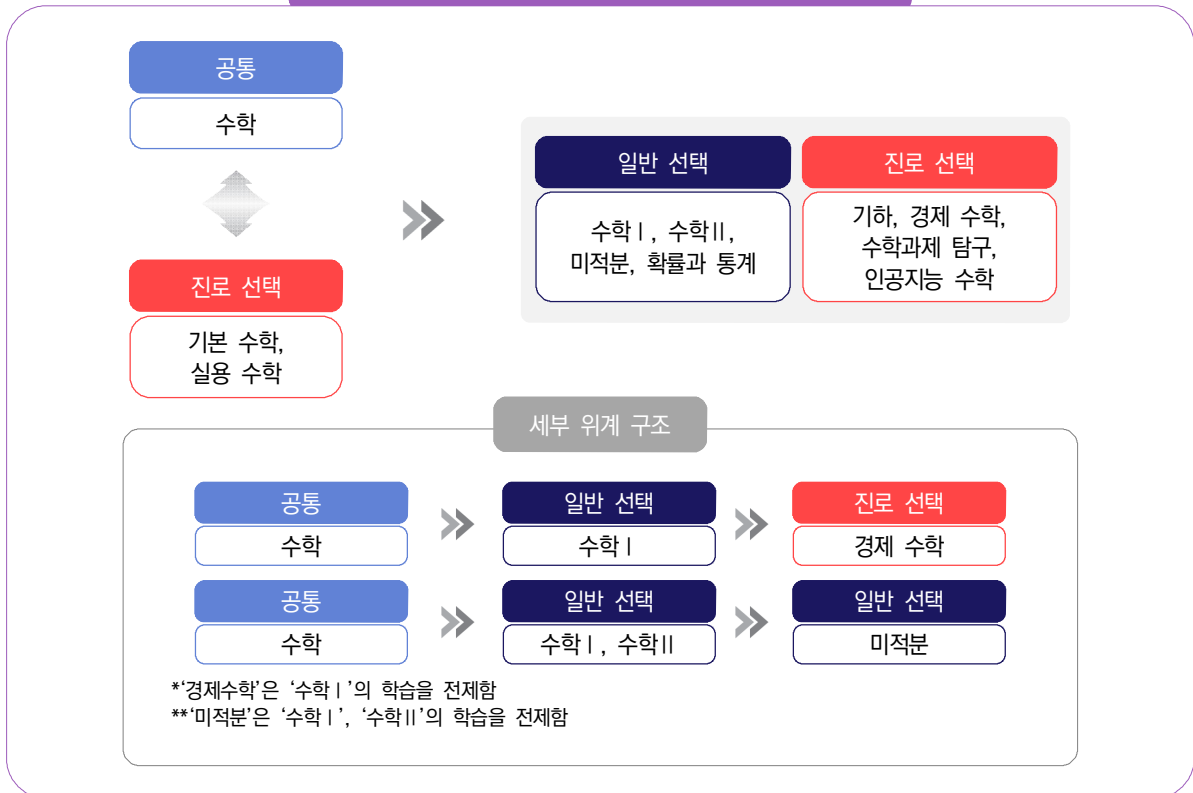 공통
수학
진로 선택
기본 수학,
실용 수학
일반 선택
수학Ⅰ, 수학Ⅱ,
미적분, 확률과 통계
진로 선택
기하, 경제 수학,
수학과제 탐구,
인공지능 수학
세부 위계 구조
공통
수학
일반 선택
수학Ⅰ
진로 선택
경제 수학
공통
수학
일반 선택
수학Ⅰ, 수학Ⅱ
일반 선택
미적분
*‘경제수학’은 ‘수학Ⅰ’의 학습을 전제함
**‘미적분’은 ‘수학Ⅰ’, ‘수학Ⅱ’의 학습을 전제함